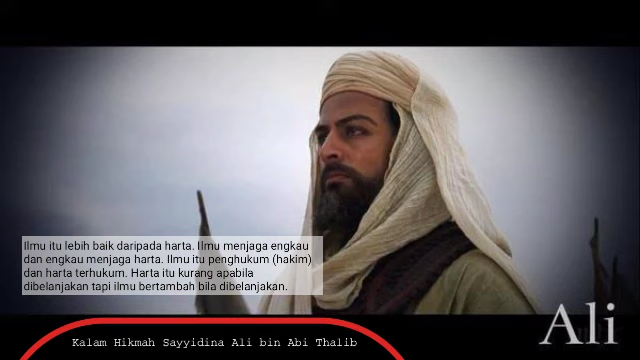 Ilmu itu lebih baik daripada harta. Ilmu menjaga engkau
dan engkau menjaga harta. Ilmu itu penghukum (hakim)
dan harta terhukum. Harta itu kurang apabila
dibelanjakan tapi ilmu bertambah bila dibelanjakan.
Ali
Kalam Hikmah Sayyidina Ali bin Abi Thalib